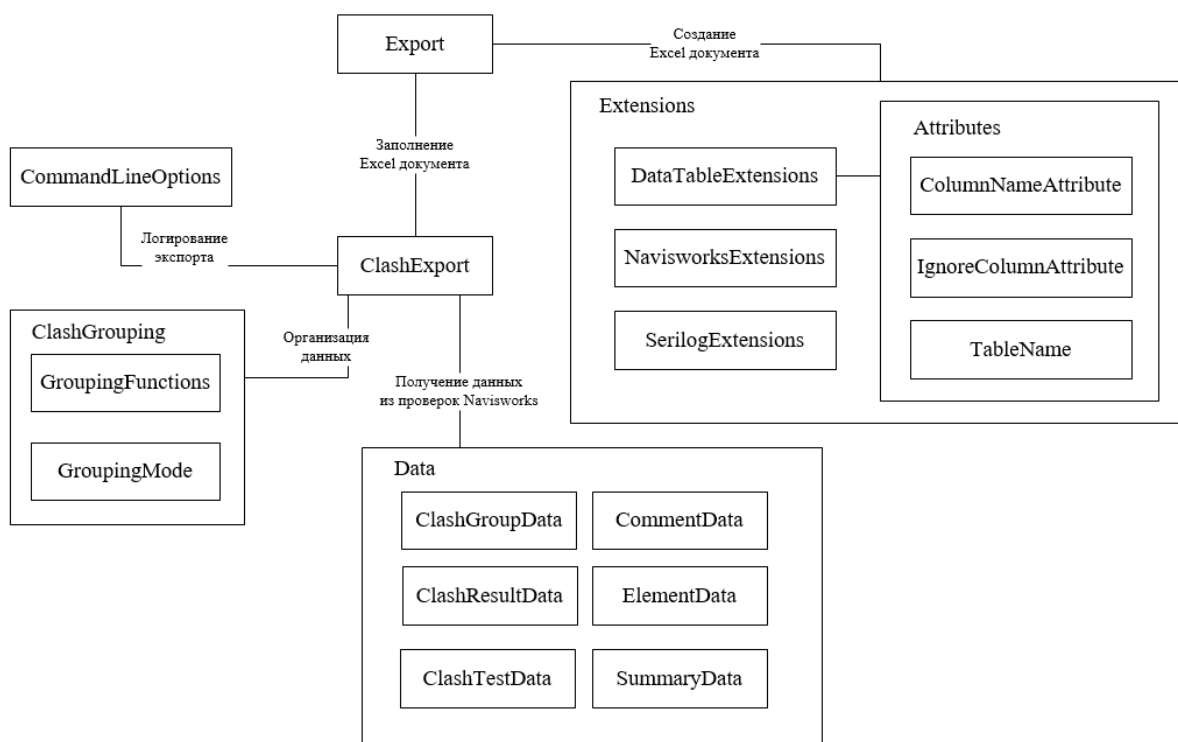 Export
Создание
Excel документа
Extensions
Attributes
DataTableExtensions
ColumnNameAttribute
NavisworksExtensions
IgnoreColumnAttribute
SerilogExtensions
TableName
Заполнение
Excel документа
CommandLineOptions
Логирование
экспорта
ClashExport
ClashGrouping
GroupingFunctions
GroupingMode
Организация
данных
Получение данных
из проверок Navisworks
Data
ClashGroupData
CommentData
ClashResultData
ElementData
ClashTestData
SummaryData